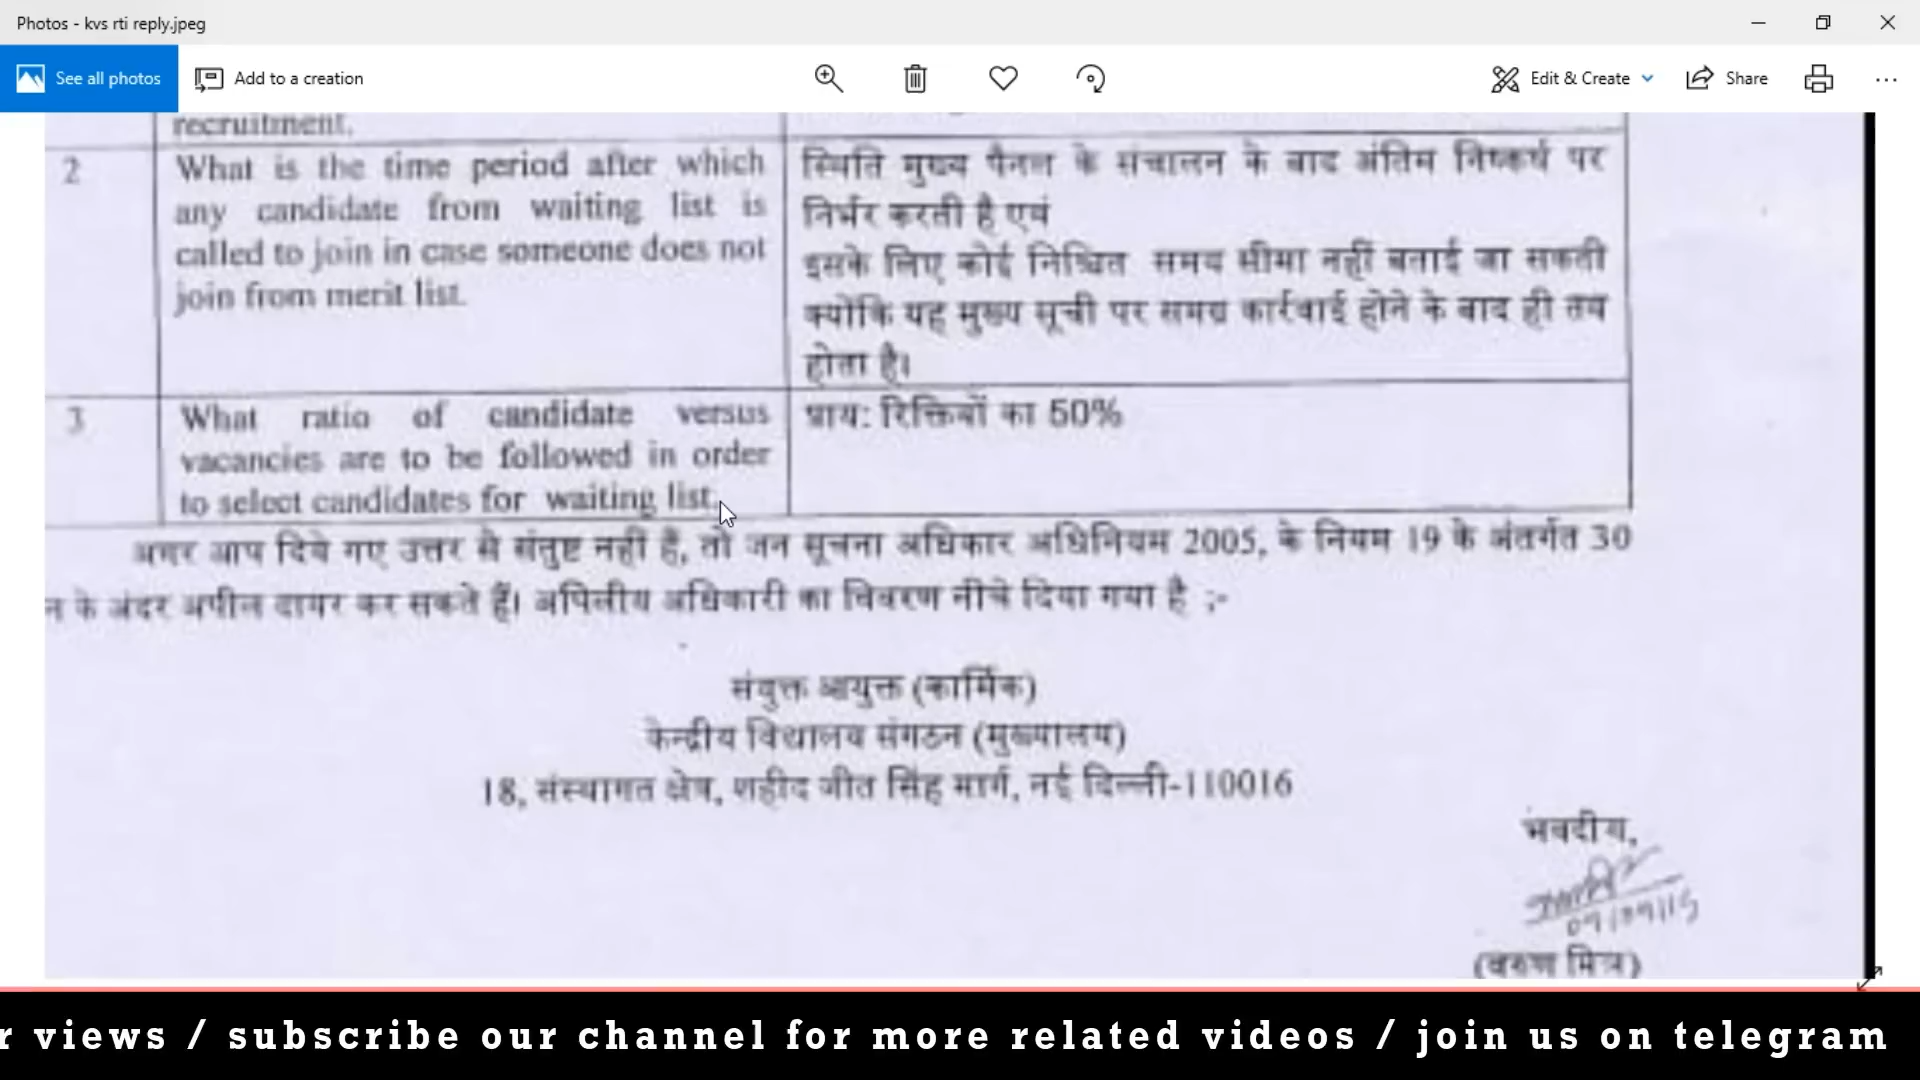 Photos - kvs rti reply.jpeg
See all photos
Add to a creation
Edit & Create
Share
recruitment.
2
What is the time period after which
any candidate from waiting list is
called to join in case someone does not
join from merit list.
स्थिति मुख्य पैनल के संचालन के बाद अंतिम निष्कर्ष पर
निर्भर करती है एवं
इसके लिए कोई निश्चित समय सीमा नहीं बताई जा सकती
क्योंकि यह मुख्य सूची पर समग्र कार्रवाई होने के बाद ही तय
होता है।
3
What ratio of candidate versus
vacancies are to be followed in order
to select candidates for waiting list.
प्राय: रिक्तियों का 50%
अगर आप दिये गए उत्तर से संतुष्ट नहीं है, तो जन सूचना अधिकार अधिनियम 2005, के नियम 19 के अंतर्गत 30
न के अंदर अपील दायर कर सकते हैं। अपिलीय अधिकारी का विवरण नीचे दिया गया है ;-
संयुक्त आयुक्त (कार्मिक)
केन्द्रीय विद्यालय संगठन (मुख्यालय)
18, संस्थागत क्षेत्र, शहीद जीत सिंह मार्ग, नई दिल्ली-110016
भवदीय,
(वरुण मित्र)
r views / subscribe our channel for more related videos / join us on telegram